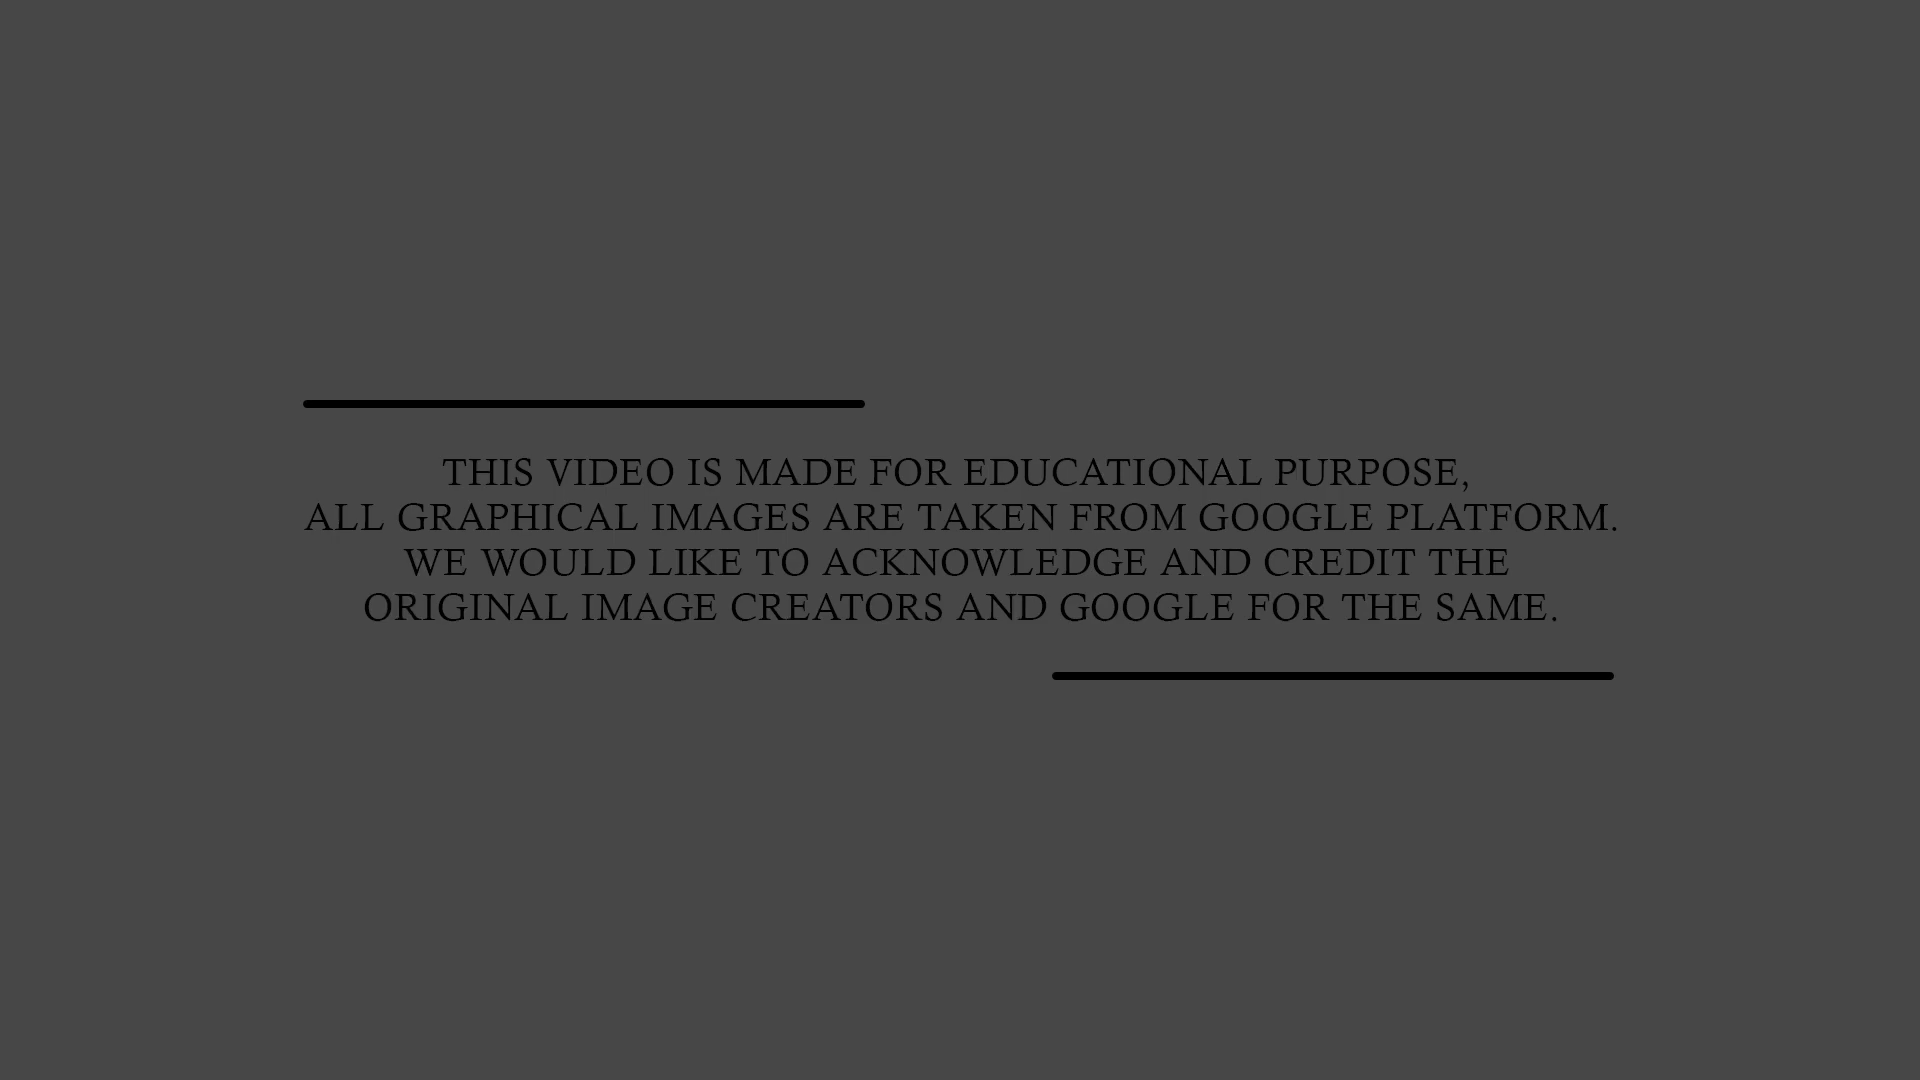 THIS VIDEO IS MADE FOR EDUCATIONAL PURPOSE,
ALL GRAPHICAL IMAGES ARE TAKEN FROM GOOGLE PLATFORM.
WE WOULD LIKE TO ACKNOWLEDGE AND CREDIT THE
ORIGINAL IMAGE CREATORS AND GOOGLE FOR THE SAME.